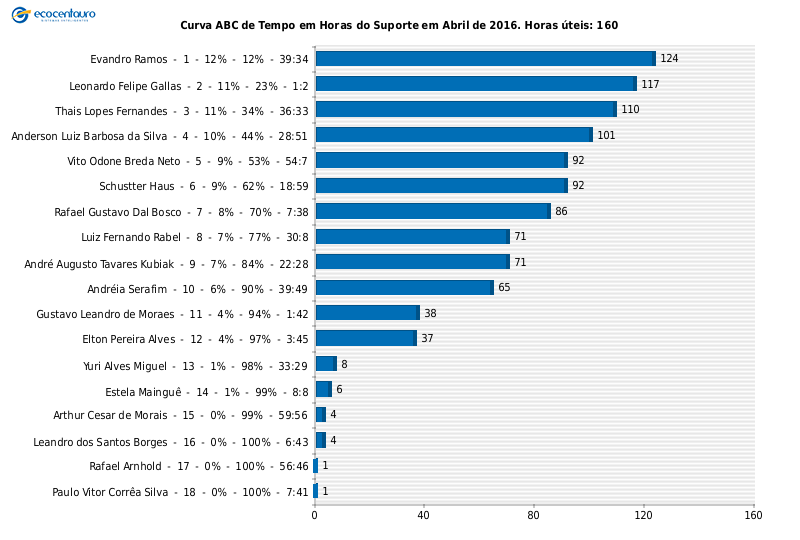 ecocentauro
Curva ABC de Tempo em Horas do Suporte em Abril de 2016. Horas úteis: 160
Evandro Ramos - 1 - 12% - 12% - 39:34 124
Leonardo Felipe Gallas - 2 - 11% - 23% - 1:2 117
Thais Lopes Fernandes - 3 - 11% - 34% - 36:33 110
Anderson Luiz Barbosa da Silva - 4 - 10% - 44% - 28:51 101
Vito Odone Breda Neto - 5 - 9% - 53% - 54:7 92
Schustter Haus - 6 - 9% - 62% - 18:59 92
Rafael Gustavo Dal Bosco - 7 - 8% - 70% - 7:38 86
Luiz Fernando Rabel - 8 - 7% - 77% - 30:8 71
André Augusto Tavares Kubiak - 9 - 7% - 84% - 22:28 71
Andréia Serafim - 10 - 6% - 90% - 39:49 65
Gustavo Leandro de Moraes - 11 - 4% - 94% - 1:42 38
Elton Pereira Alves - 12 - 4% - 97% - 3:45 37
Yuri Alves Miguel - 13 - 1% - 98% - 33:29 8
Estela Mainguê - 14 - 1% - 99% - 8:8 6
Arthur Cesar de Morais - 15 - 0% - 99% - 59:56 4
Leandro dos Santos Borges - 16 - 0% - 100% - 6:43 4
Rafael Arnhold - 17 - 0% - 100% - 56:46 1
Paulo Vitor Corrêa Silva - 18 - 0% - 100% - 7:41 1
0 40 80 120 160